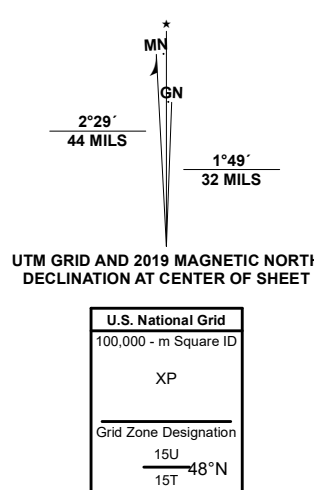 MN
GN
2°29´
44 MILS
1°49´
32 MILS
UTM GRID AND 2019 MAGNETIC NORTH
DECLINATION AT CENTER OF SHEET
U.S. National Grid
100,000 - m Square ID
XP
Grid Zone Designation
15U
48°N
15T